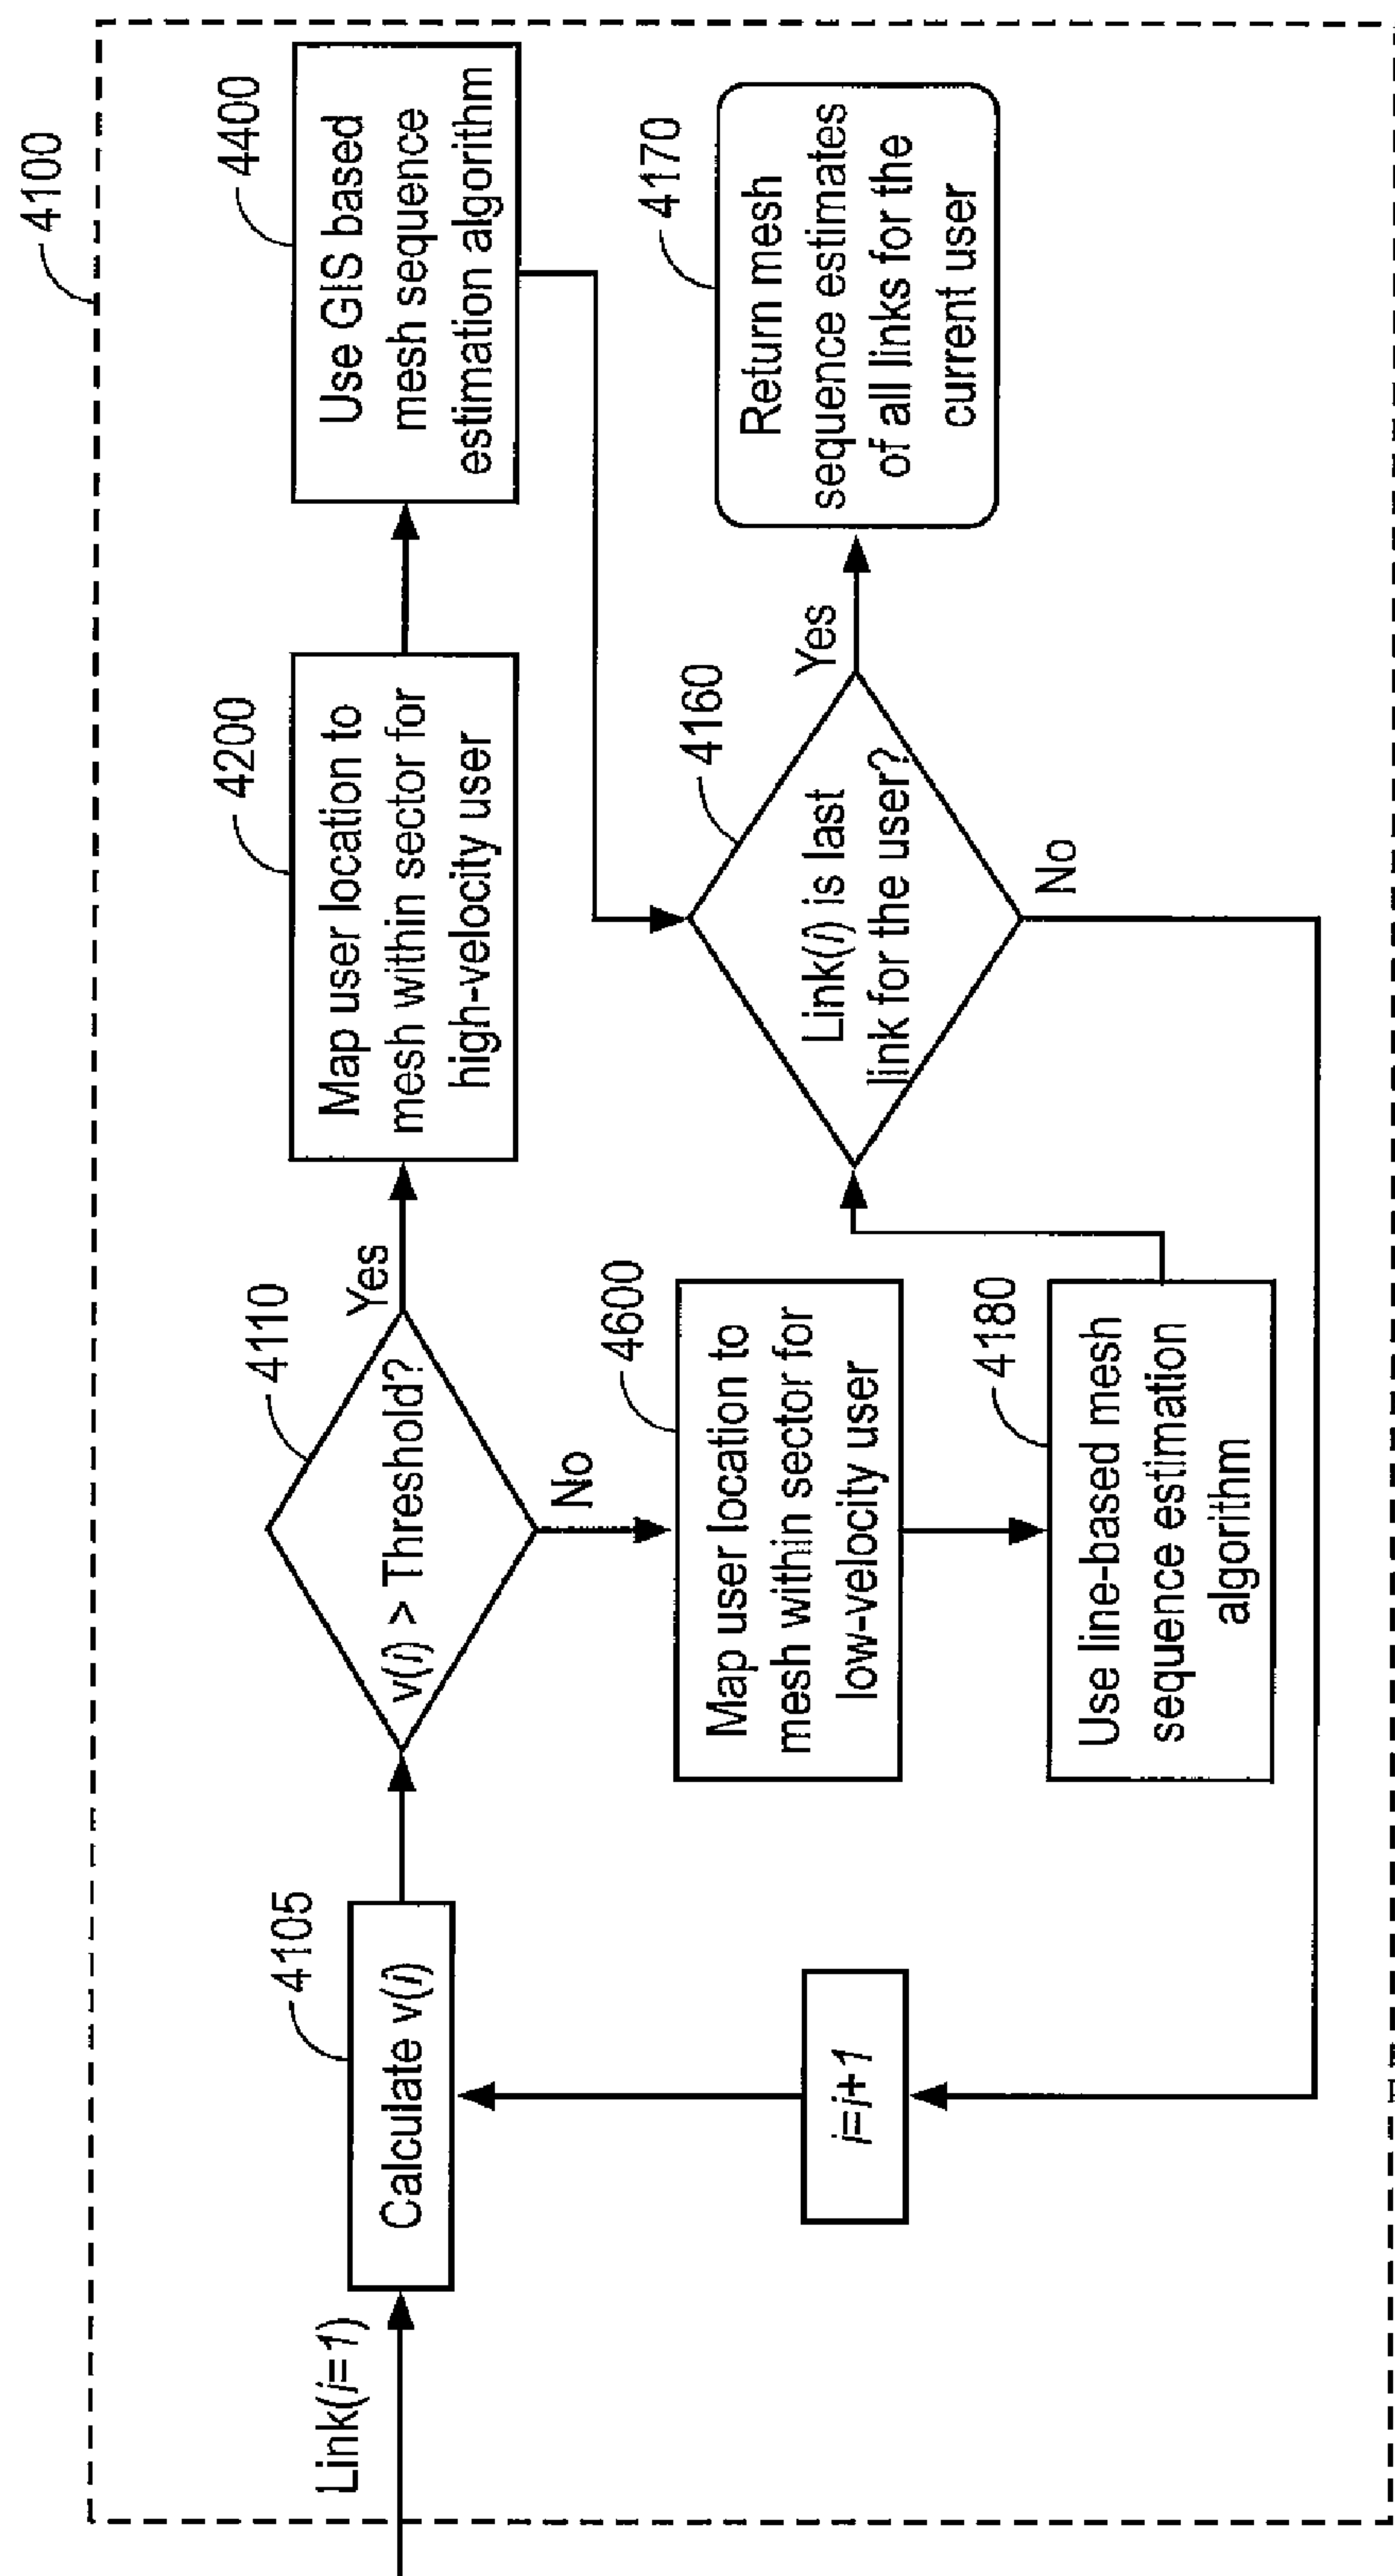 4100
Link(i=1)
4105
Calculate v(i)
4110
v(i) > Threshold?
Yes
No
4200
Map user location to
mesh within sector for
high-velocity user
4400
Use GIS based
mesh sequence
estimation algorithm
4600
Map user location to
mesh within sector for
low-velocity user
4180
Use line-based mesh
sequence estimation
algorithm
4160
Link(i) is last
link for the user?
Yes
No
4170
Return mesh
sequence estimates
of all links for the
current user
i=i+1